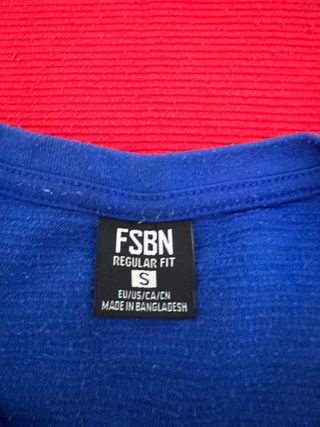 FSBN
REGULAR FIT
S
EU/US/CA/CN
MADE IN BANGLADESH